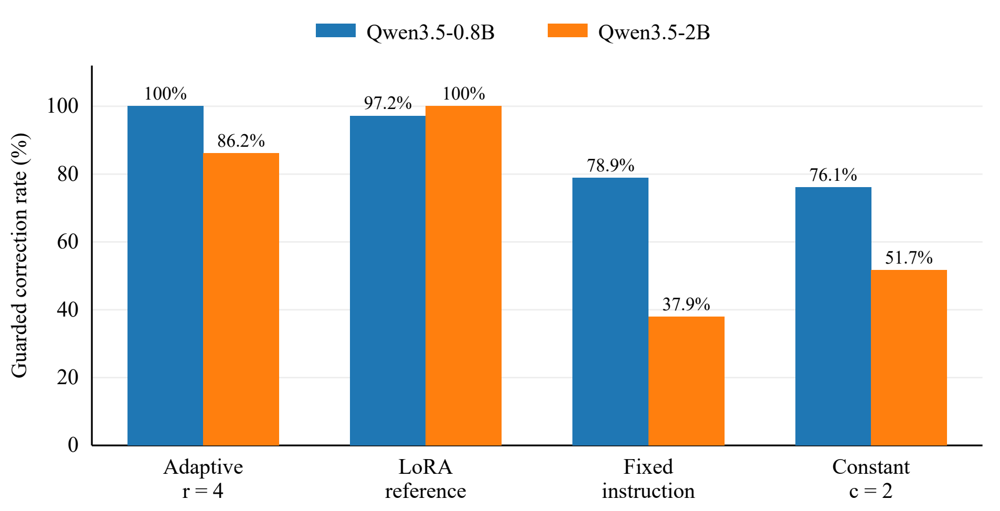 Qwen3.5-0.8B Qwen3.5-2B
Guarded correction rate (%)
100
80
60
40
20
0
100%
86.2%
97.2%
100%
78.9%
37.9%
76.1%
51.7%
Adaptive
r = 4
LoRA
reference
Fixed
instruction
Constant
c = 2